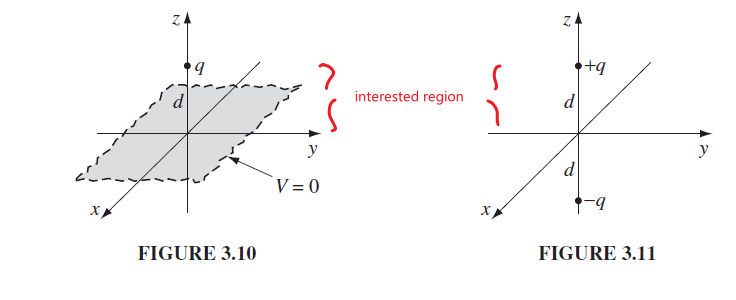 z
q
d
y
V = 0
x
FIGURE 3.10
interested region
z
+q
d
y
d
x
−q
FIGURE 3.11